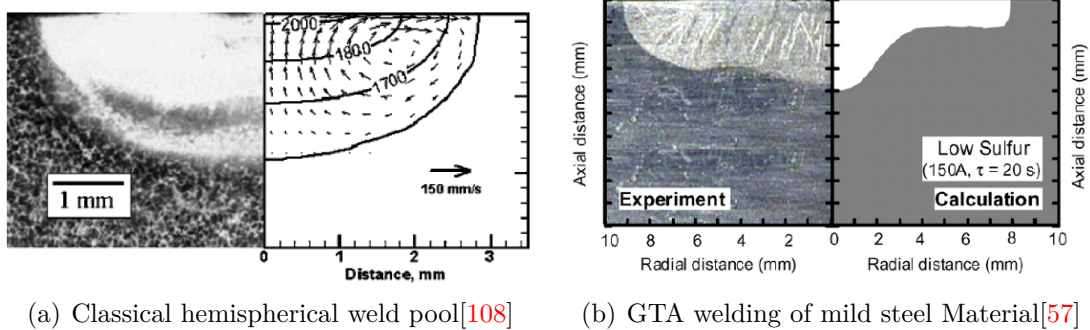 2000
1800
1700
150 mm/s
1 mm
0 1 2 3
Distance, mm
Axial distance (mm)
Experiment
10 8 6 4 2
Radial distance (mm)
Low Sulfur
(150A, τ = 20 s)
Calculation
0 2 4 6 8 10
Radial distance (mm)
Axial distance (mm)
(a) Classical hemispherical weld pool[108]
(b) GTA welding of mild steel Material[57]